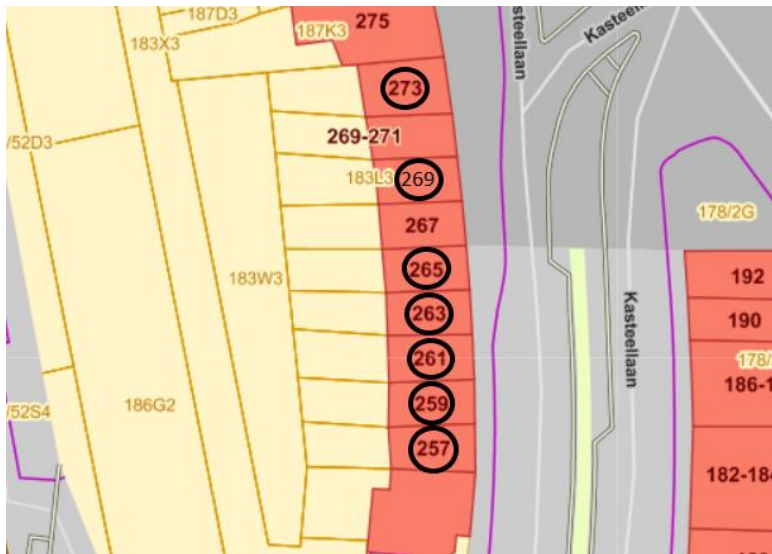 187D3
275
Kasteellaan
187K3
183X3
273
/52D3
269-271
183L3
269
267
178/2G
265
183W3
192
263
190
Kasteellaan
261
178/
186-1
186G2
259
/52S4
257
182-184